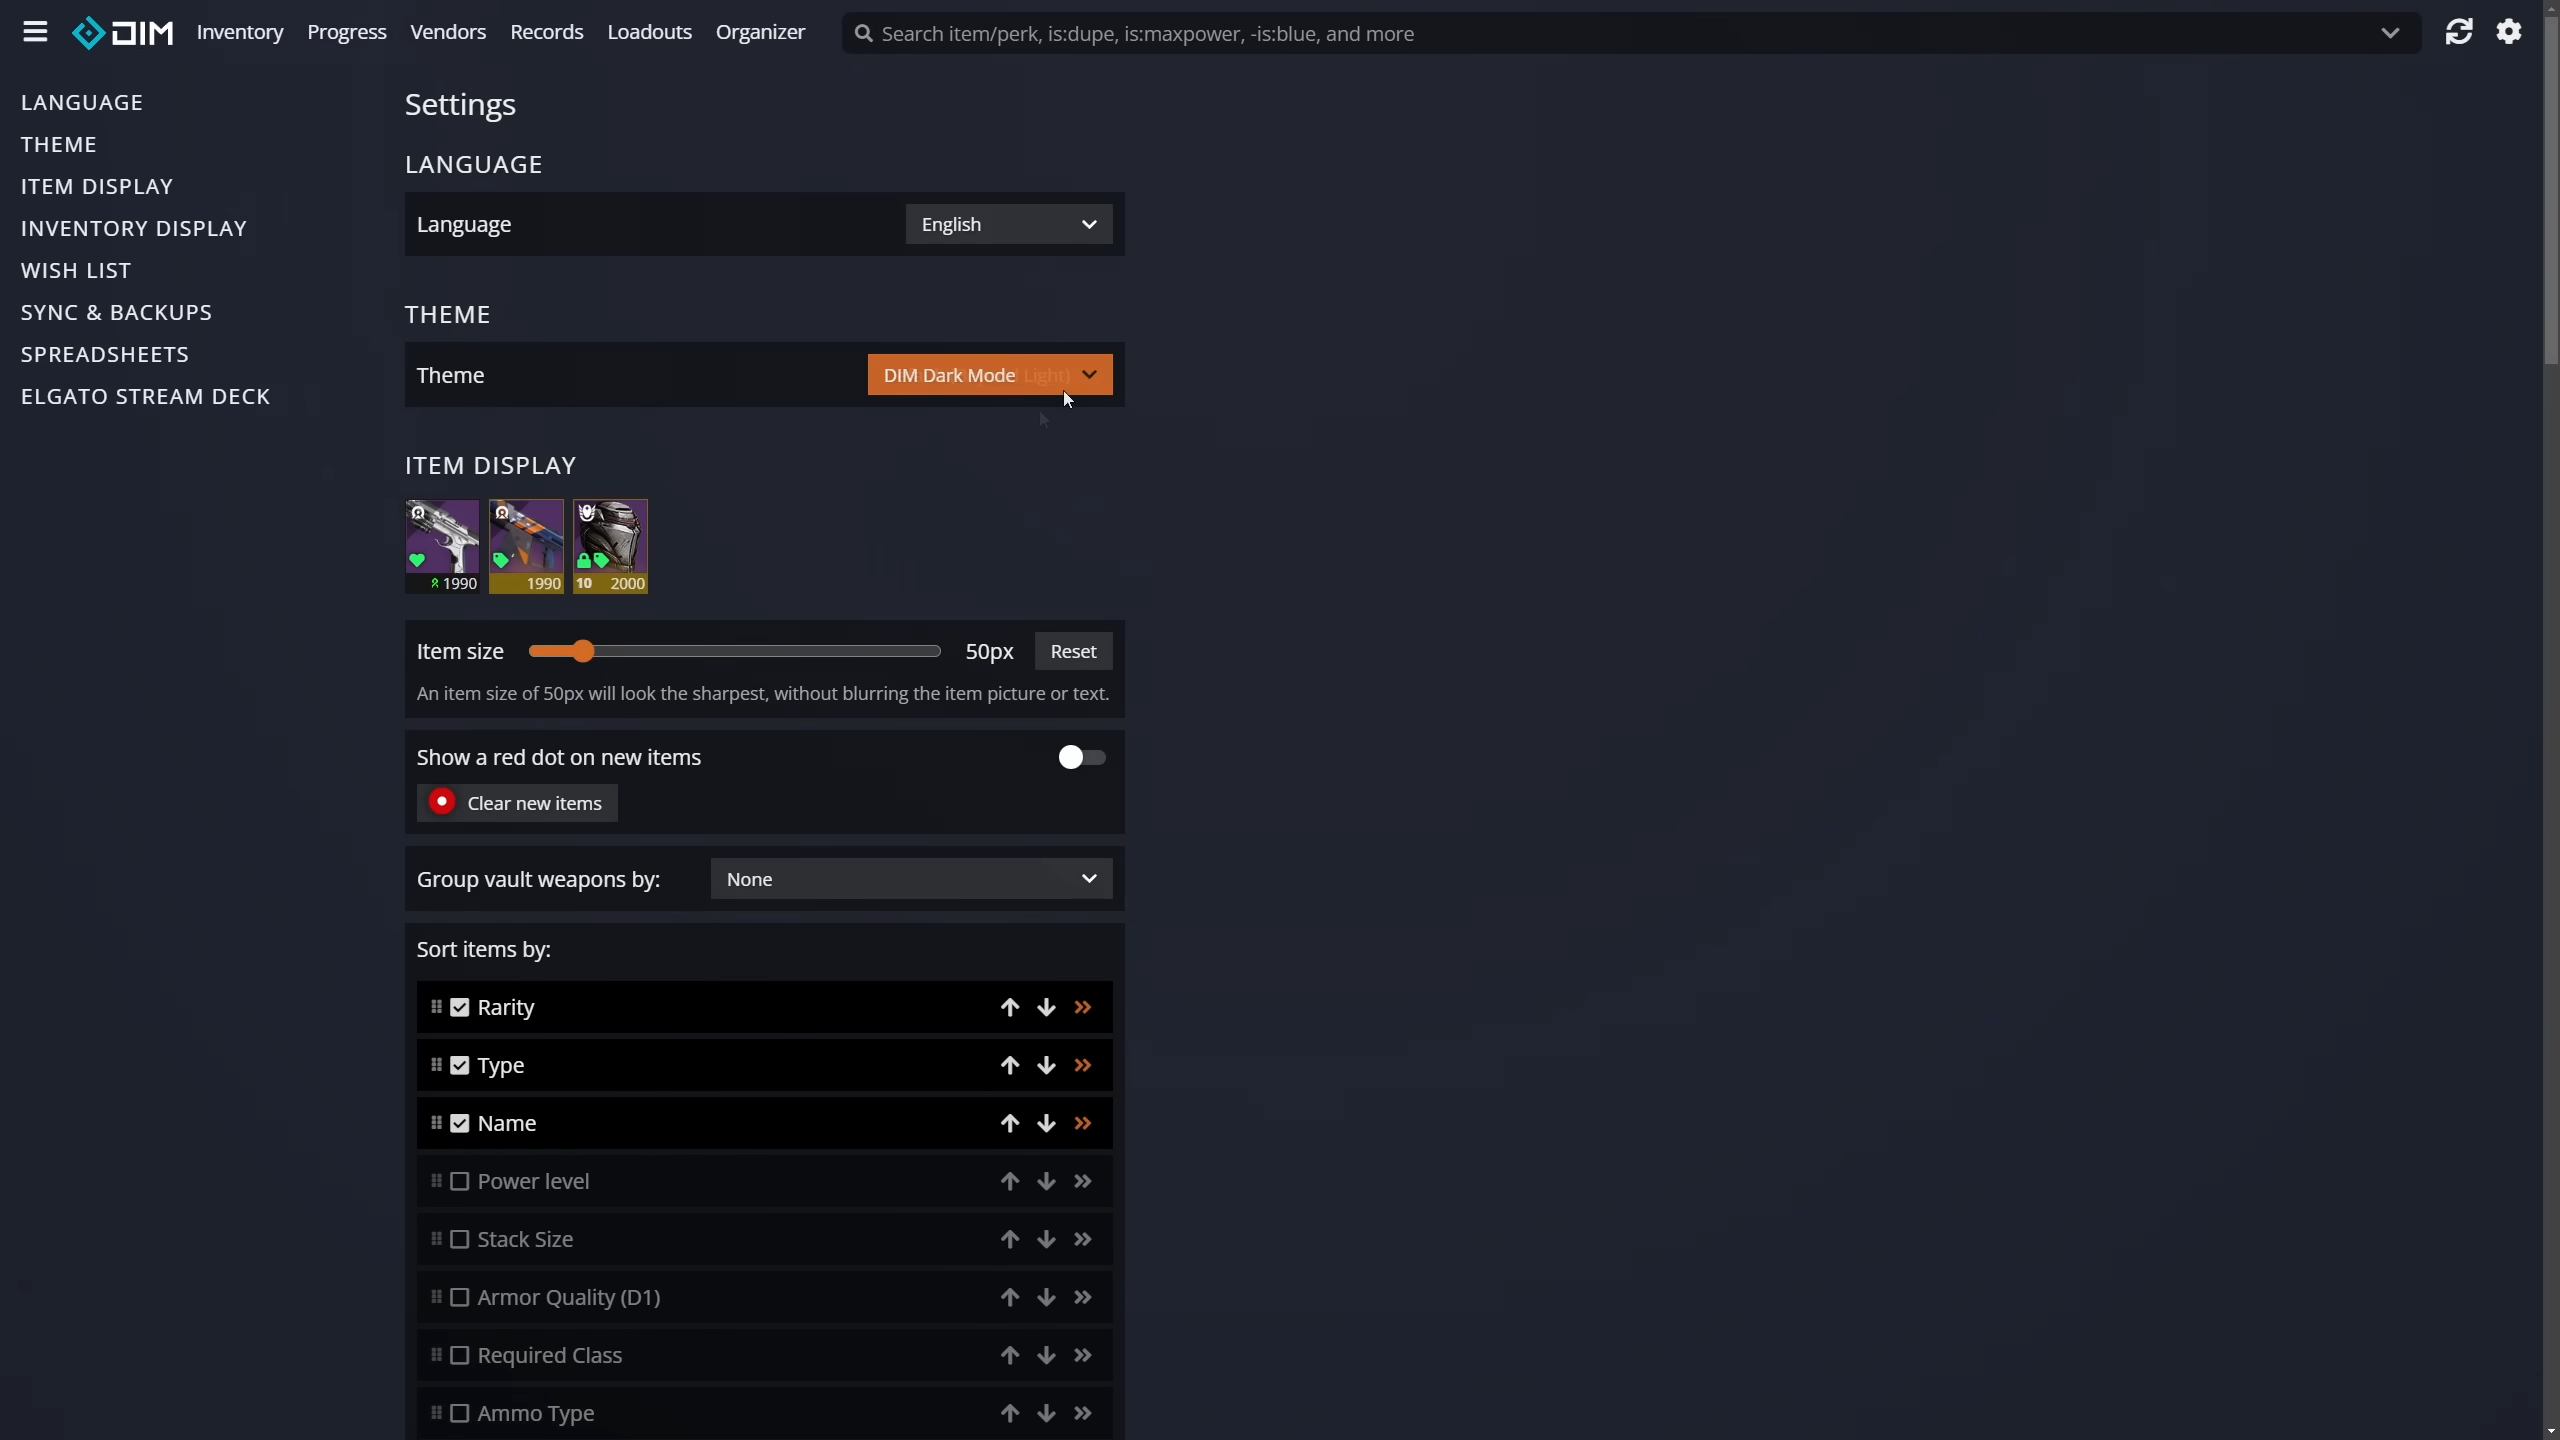 DIM
Inventory
Progress
Vendors
Records
Loadouts
Organizer
Search item/perk, is:dupe, is:maxpower, -is:blue, and more
LANGUAGE
THEME
ITEM DISPLAY
INVENTORY DISPLAY
WISH LIST
SYNC & BACKUPS
SPREADSHEETS
ELGATO STREAM DECK
Settings
LANGUAGE
Language
English
THEME
Theme
DIM Dark Mode
Light)
ITEM DISPLAY
1990
1990
10 2000
Item size
50px
Reset
An item size of 50px will look the sharpest, without blurring the item picture or text.
Show a red dot on new items
Clear new items
Group vault weapons by:
None
Sort items by:
Rarity
Type
Name
Power level
Stack Size
Armor Quality (D1)
Required Class
Ammo Type